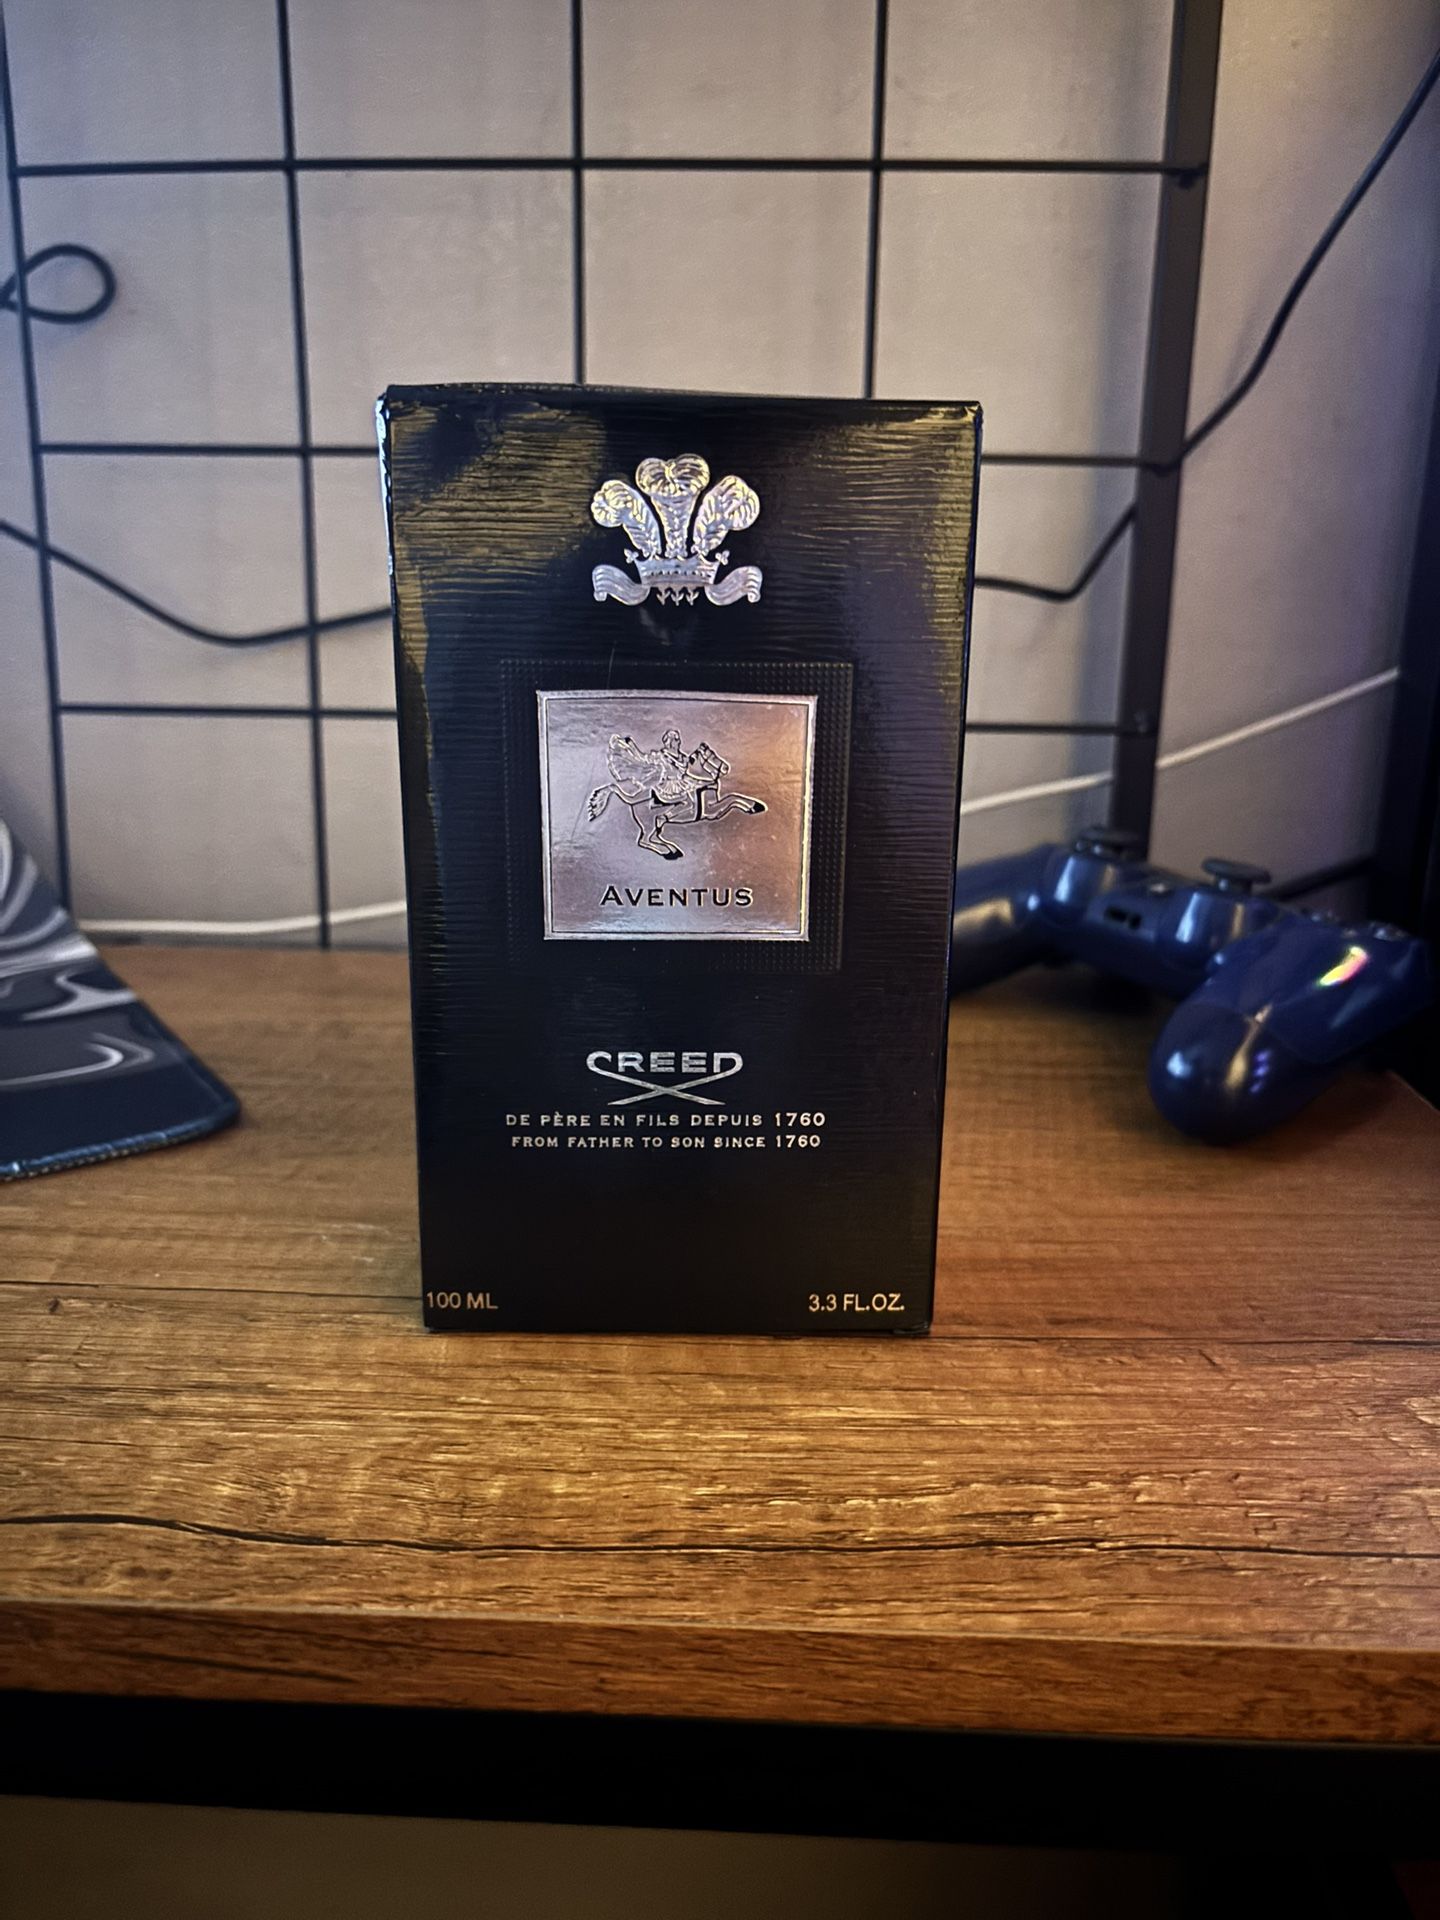 AVENTUS
CREED
DE PÈRE EN FILS DEPUIS 1760
FROM FATHER TO SON SINCE 1760
100 ML 3.3 FL.OZ.